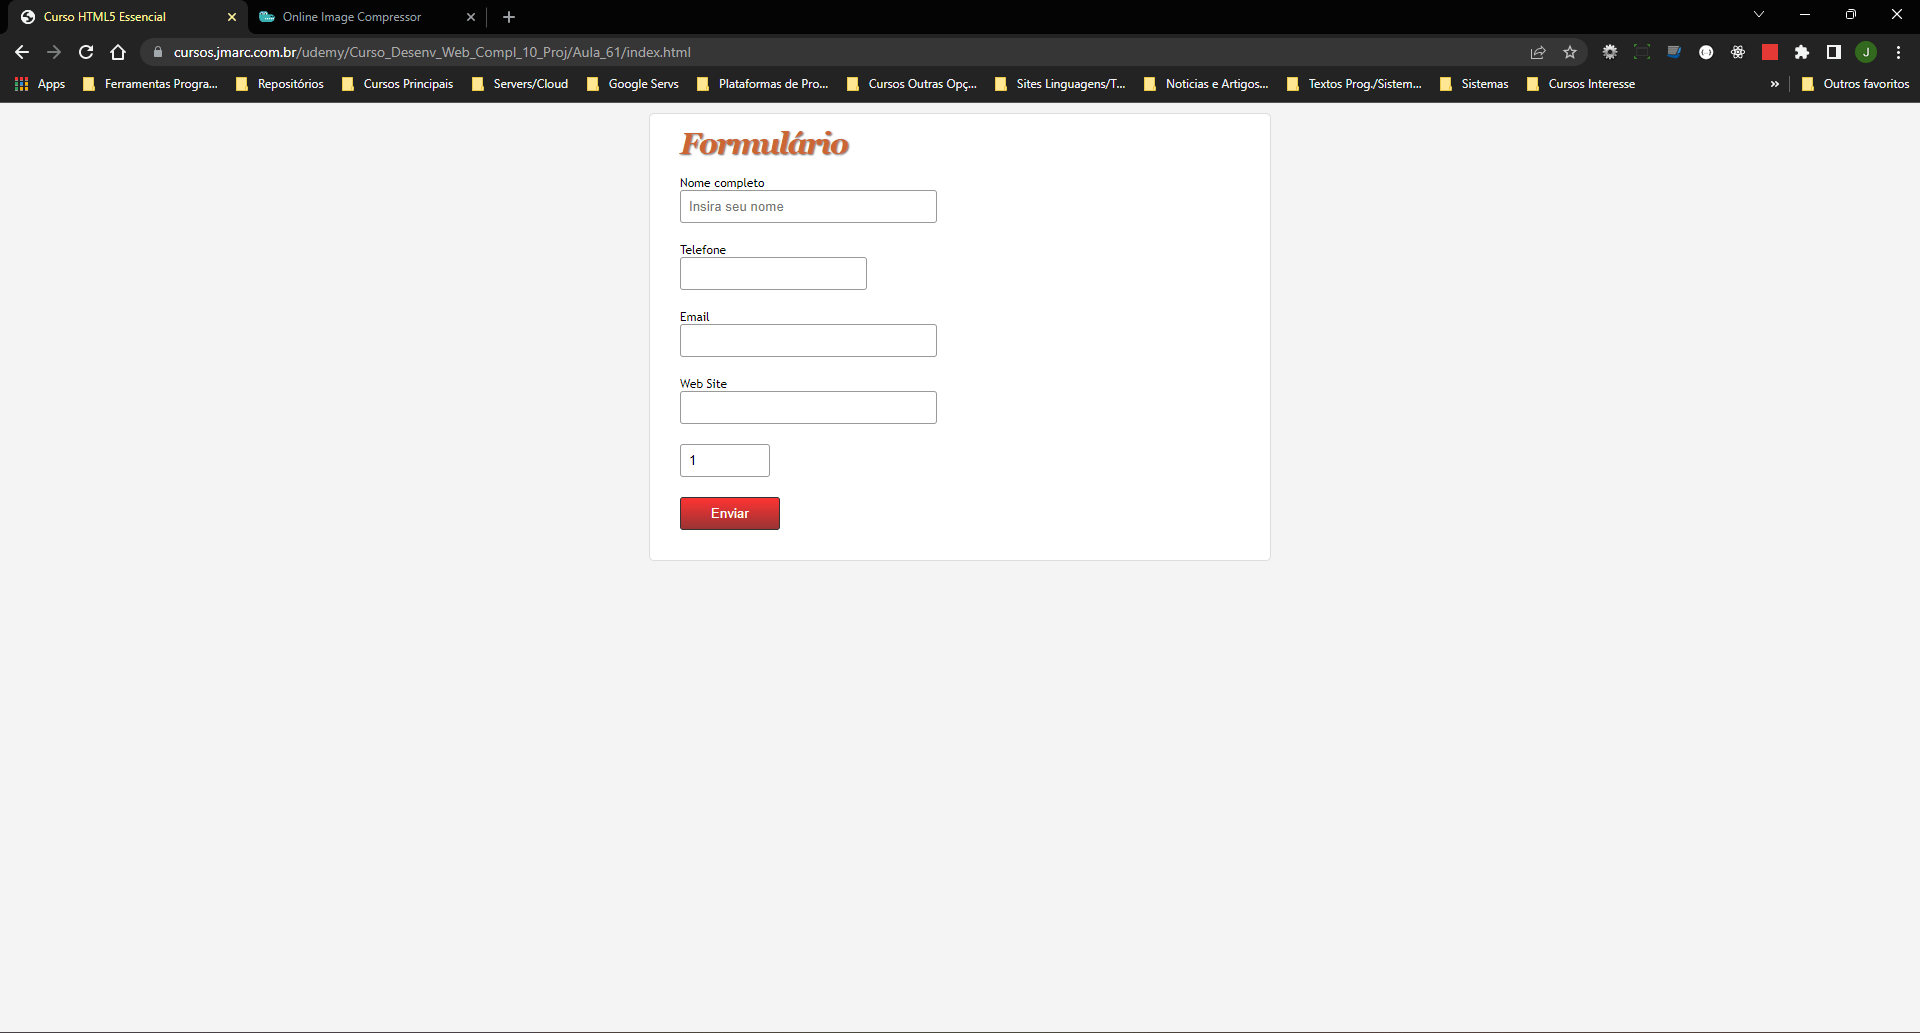 Curso HTML5 Essencial
Online Image Compressor
cursos.jmarc.com.br/udemy/Curso_Desenv_Web_Compl_10_Proj/Aula_61/index.html
J
Apps Ferramentas Progra... Repositórios Cursos Principais Servers/Cloud Google Servs Plataformas de Pro... Cursos Outras Opç... Sites Linguagens/T... Noticias e Artigos... Textos Prog./Sistem... Sistemas Cursos Interesse » Outros favoritos
Formulário
Nome completo
Insira seu nome
Telefone
Email
Web Site
1
Enviar